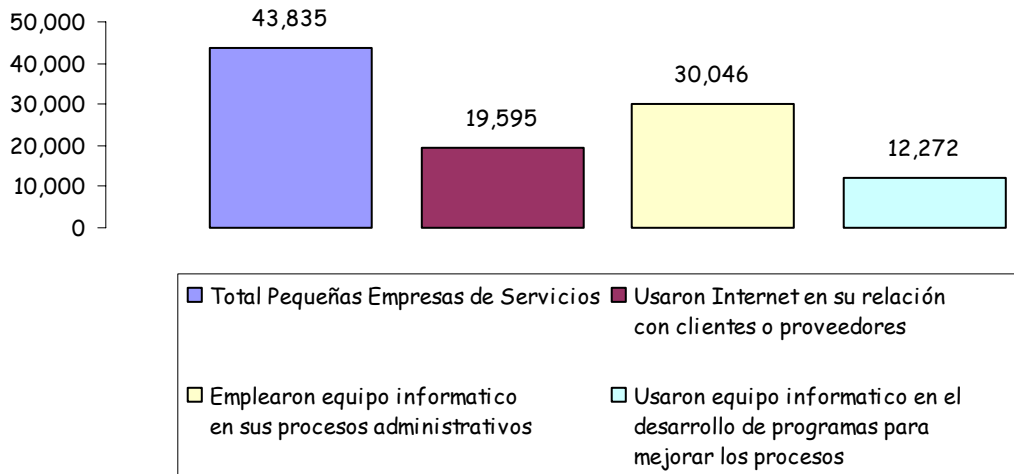 50,000
40,000
30,000
20,000
10,000
0
43,835
19,595
30,046
12,272
Total Pequeñas Empresas de Servicios
Usaron Internet en su relación
con clientes o proveedores
Emplearon equipo informatico
en sus procesos administrativos
Usaron equipo informatico en el
desarrollo de programas para
mejorar los procesos